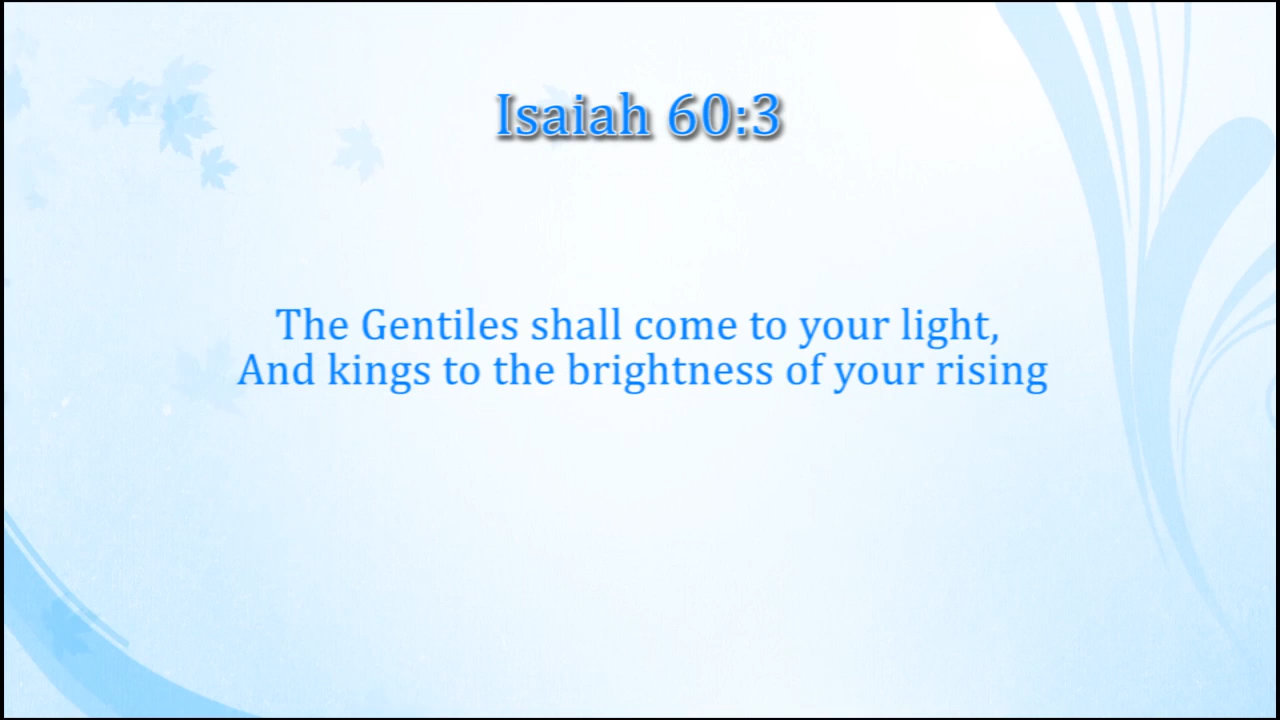 Isaiah 60:3
The Gentiles shall come to your light,
And kings to the brightness of your rising